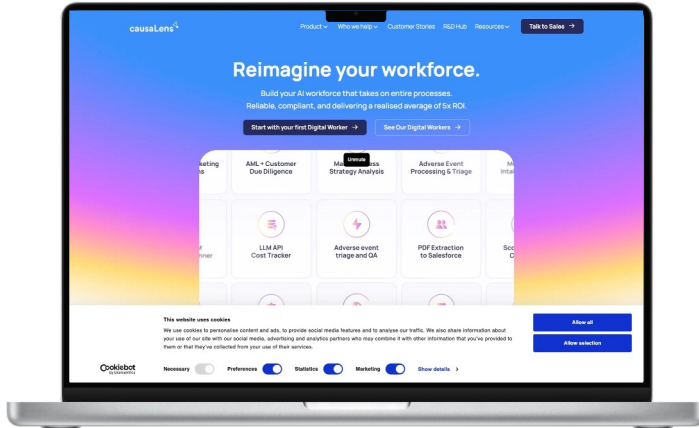 causaLens
Product Who we help Customer Stories R&D Hub Resources Talk to Sales →
Reimagine your workforce.
Build your AI workforce that takes on entire processes.
Reliable, compliant, and delivering a realised average of 5x ROI.
Start with your first Digital Worker → See Our Digital Workers →
Unmute
AML + Customer
Due Diligence
Strategy Analysis
Adverse Event
Processing & Triage
LLM API
Cost Tracker
Adverse event
triage and QA
PDF Extraction
to Salesforce
This website uses cookies
We use cookies to personalise content and ads, to provide social media features and to analyse our traffic. We also share information about
your use of our site with our social media, advertising and analytics partners who may combine it with other information that you've provided to
them or that they've collected from your use of their services.
Allow all
Allow selection
Cookiebot
by Usercentrics
Necessary Preferences Statistics Marketing Show details >